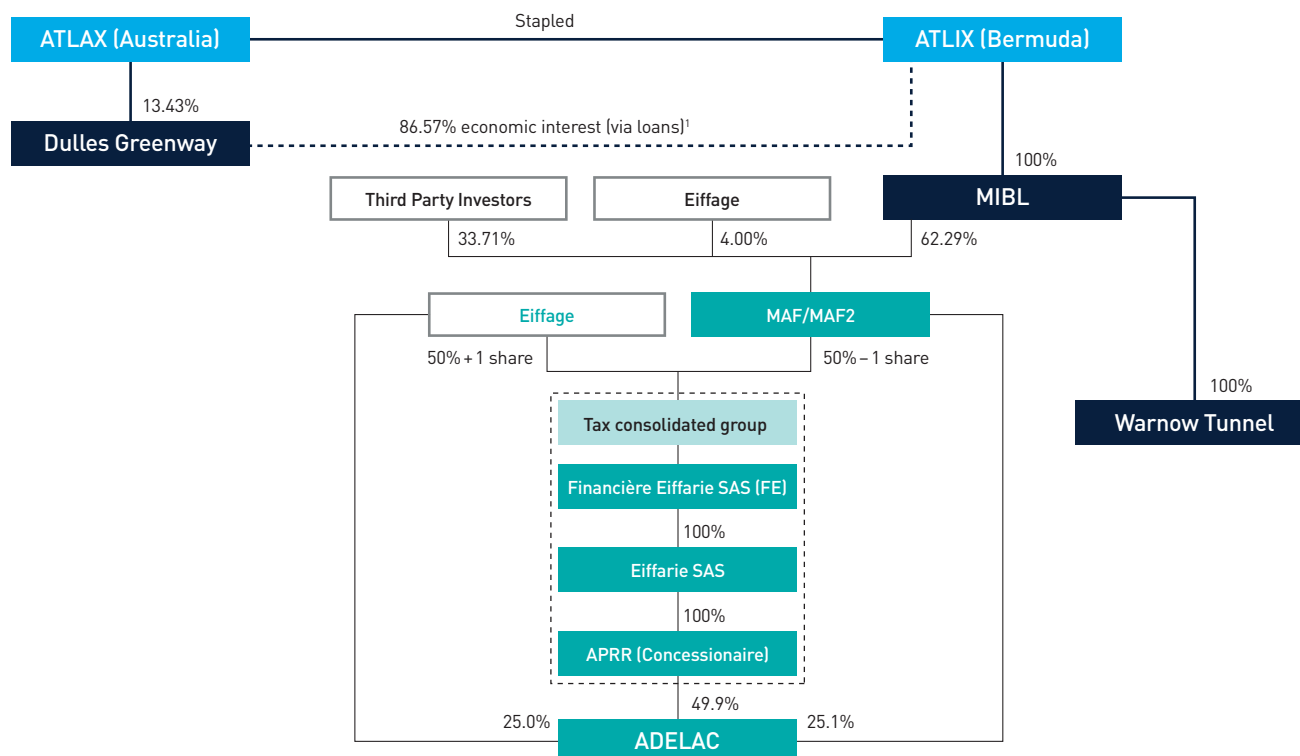 Stapled
ATLAX (Australia)
ATLIX (Bermuda)
13.43%
86.57% economic interest (via loans)¹
Dulles Greenway
100%
MIBL
Third Party Investors
Eiffage
33.71%
4.00%
62.29%
Eiffage
MAF/MAF2
50% + 1 share
50% – 1 share
100%
Warnow Tunnel
Tax consolidated group
Financière Eiffarie SAS (FE)
100%
Eiffarie SAS
100%
APRR (Concessionaire)
49.9%
25.0%
25.1%
ADELAC